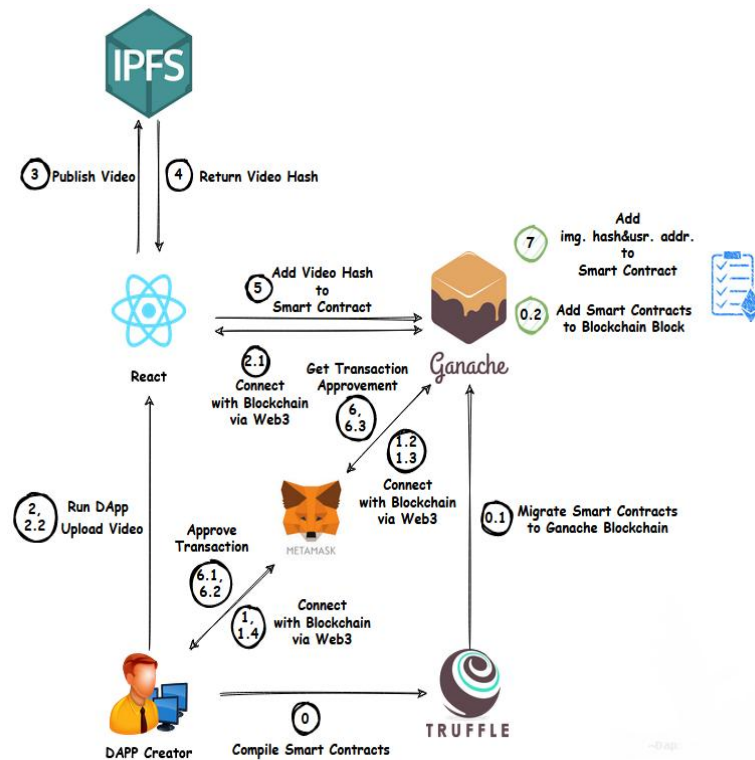 IPFS
3 Publish Video
4 Return Video Hash
7
Add
img. hash&usr. addr.
to
Smart Contract
5
Add Video Hash
to
Smart Contract
0.2
Add Smart Contracts
to Blockchain Block
React
2.1
Connect
with Blockchain
via Web3
Ganache
Get Transaction
Approvement
6,
6.3
1.2
1.3
Connect
with Blockchain
via Web3
2,
2.2
Run DApp
Upload Video
METAMASK
0.1
Migrate Smart Contracts
to Ganache Blockchain
Approve
Transaction
6.1,
6.2
1,
1.4
Connect
with Blockchain
via Web3
DAPP Creator
0
Compile Smart Contracts
TRUFFLE